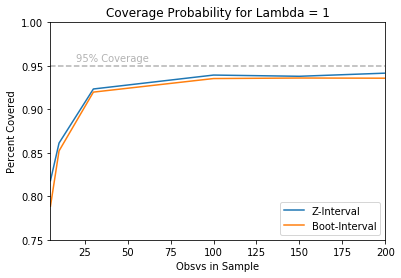 Coverage Probability for Lambda = 1
1.00
0.95
0.90
0.85
0.80
0.75
Percent Covered
95% Coverage
Z-Interval
Boot-Interval
25
50
75
100
125
150
175
200
Obsvs in Sample